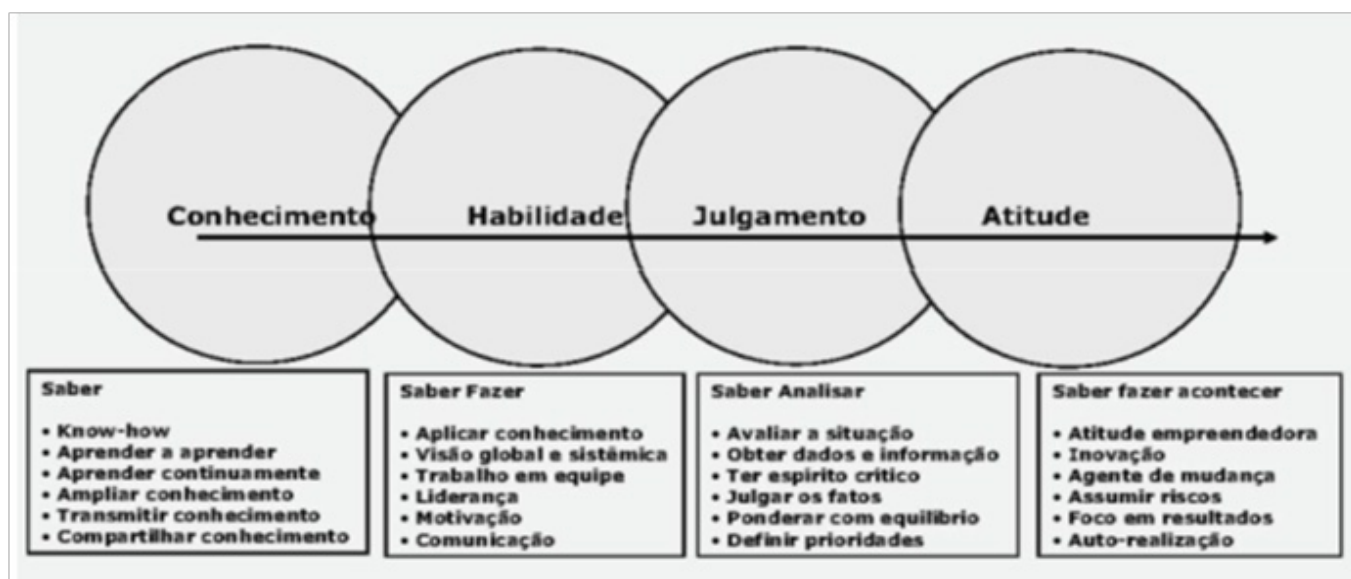 Conhecimento
Habilidade
Julgamento
Atitude
Saber
• Know-how
• Aprender a aprender
• Aprender continuamente
• Ampliar conhecimento
• Transmitir conhecimento
• Compartilhar conhecimento
Saber Fazer
• Aplicar conhecimento
• Visão global e sistêmica
• Trabalho em equipe
• Liderança
• Motivação
• Comunicação
Saber Analisar
• Avaliar a situação
• Obter dados e informação
• Ter espirito critico
• Julgar os fatos
• Ponderar com equilíbrio
• Definir prioridades
Saber fazer acontecer
• Atitude empreendedora
• Inovação
• Agente de mudança
• Assumir riscos
• Foco em resultados
• Auto-realização